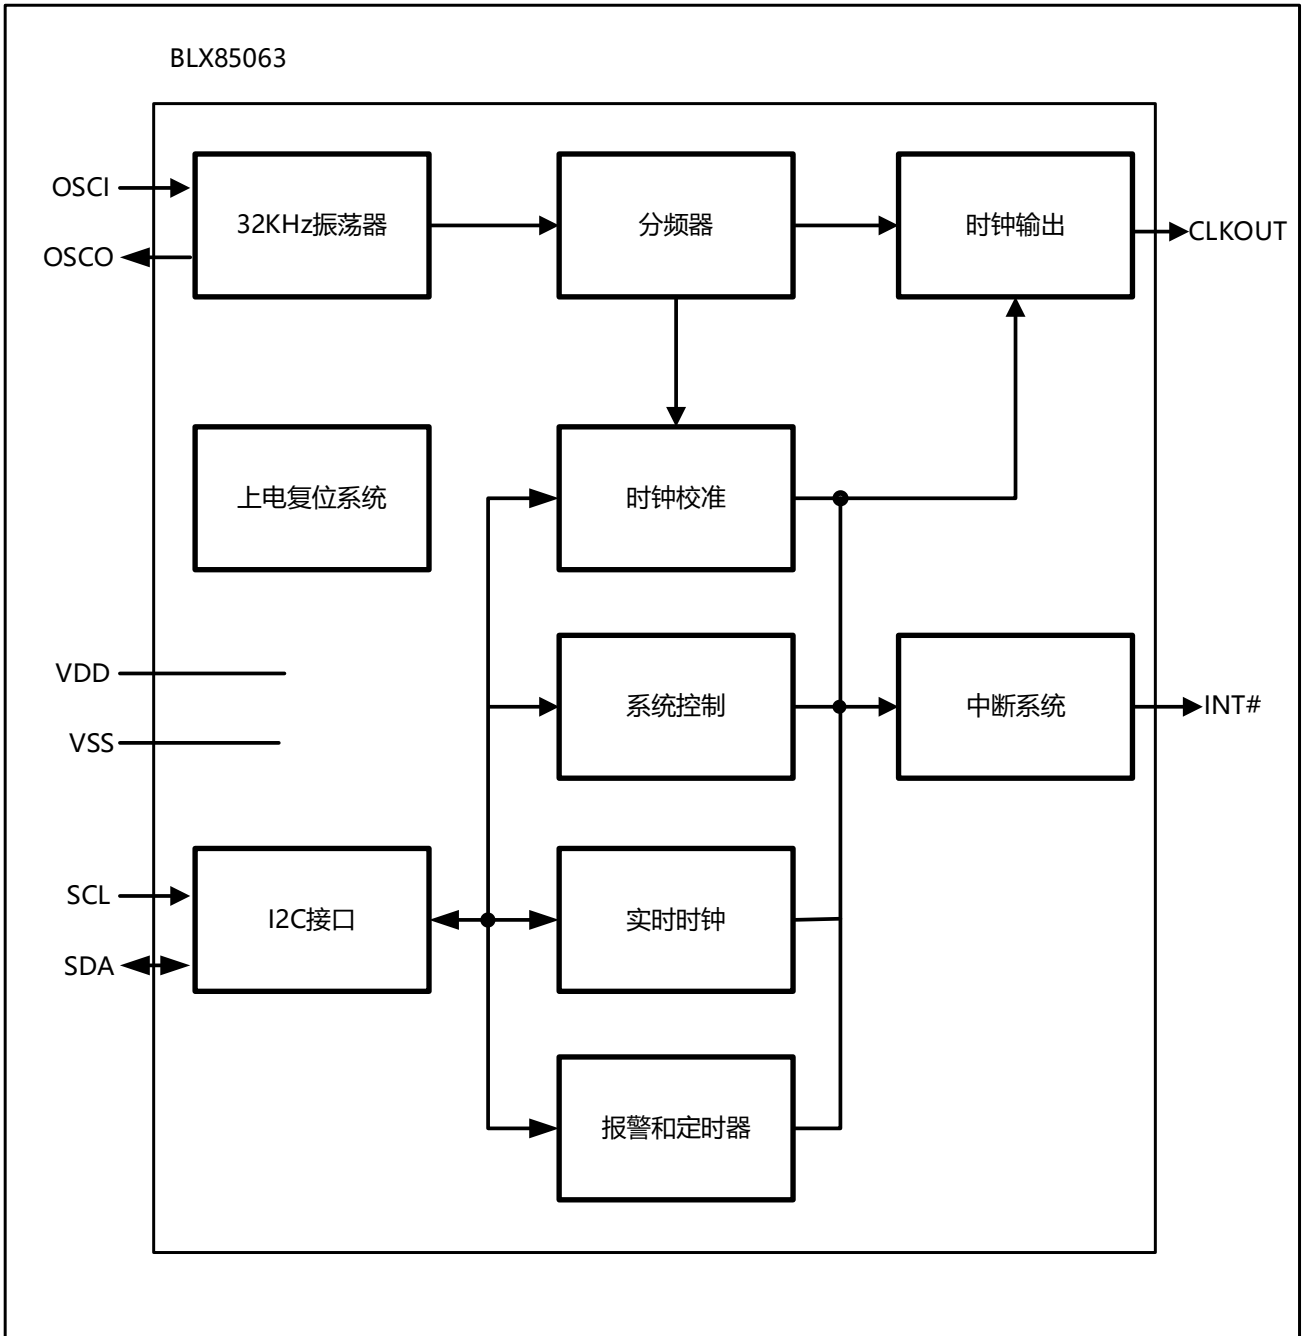 BLX85063
OSCI
OSCO
32KHz振荡器
分频器
时钟输出
CLKOUT
上电复位系统
时钟校准
VDD
VSS
系统控制
中断系统
INT#
SCL
SDA
I2C接口
实时时钟
报警和定时器